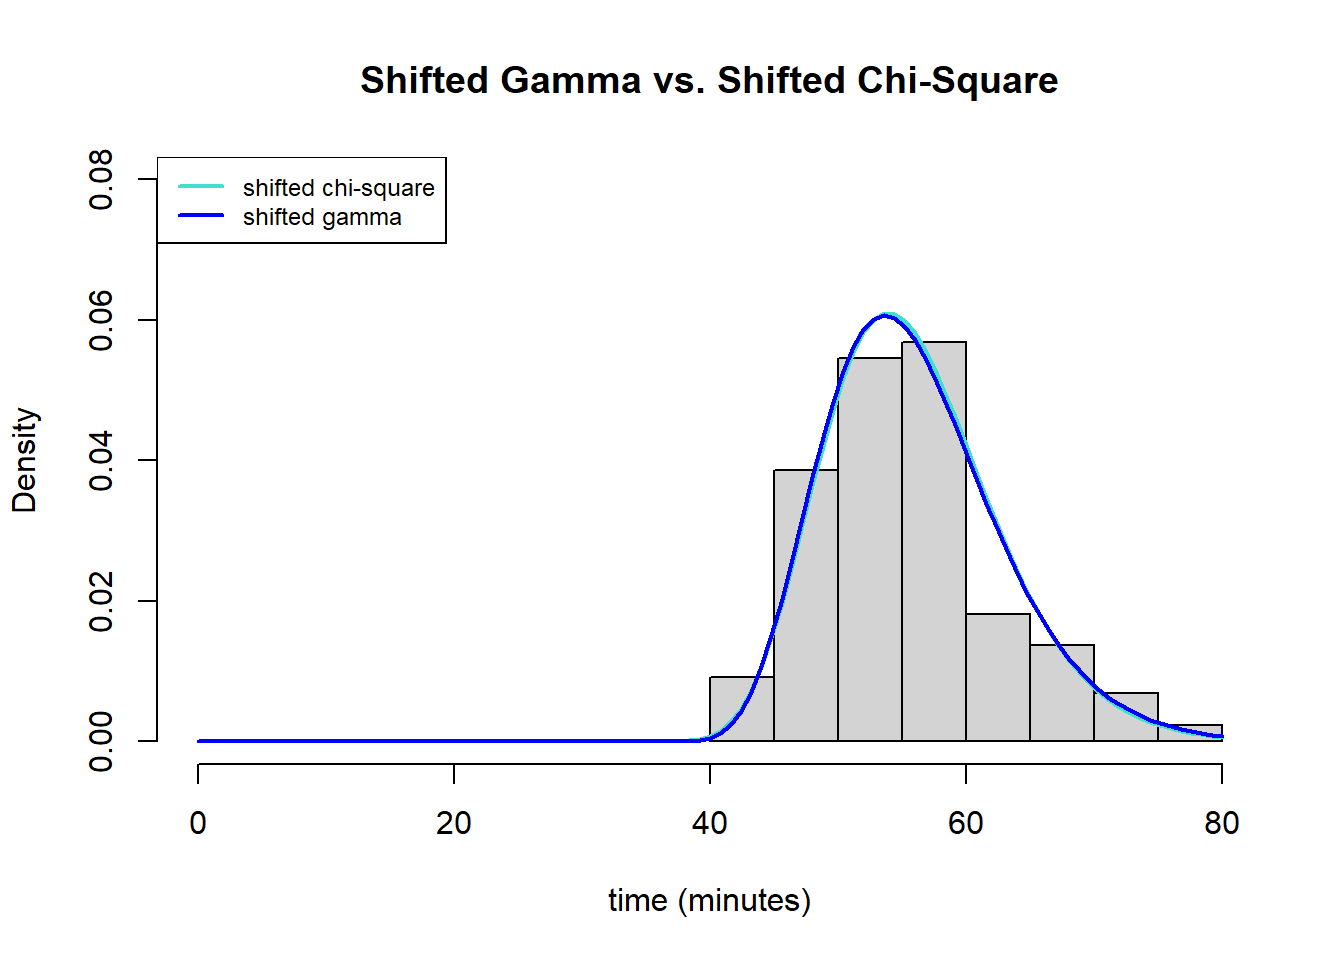 Shifted Gamma vs. Shifted Chi-Square
shifted chi-square
shifted gamma
0.08
0.06
0.04
0.02
0.00
Density
0 20 40 60 80
time (minutes)